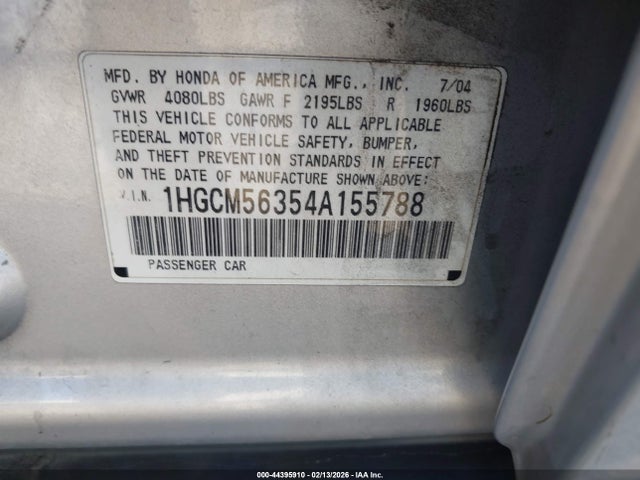 MFD. BY HONDA OF AMERICA MFG., INC. 7/04
GVWR 4080LBS GAWR F 2195LBS R 1960LBS
THIS VEHICLE CONFORMS TO ALL APPLICABLE
FEDERAL MOTOR VEHICLE SAFETY, BUMPER,
AND THEFT PREVENTION STANDARDS IN EFFECT
ON THE DATE OF MANUFACTURE SHOWN ABOVE:
V.I.N. 1HGCM56354A155788
PASSENGER CAR
000-44395910 - 02/13/2026 - IAA Inc.